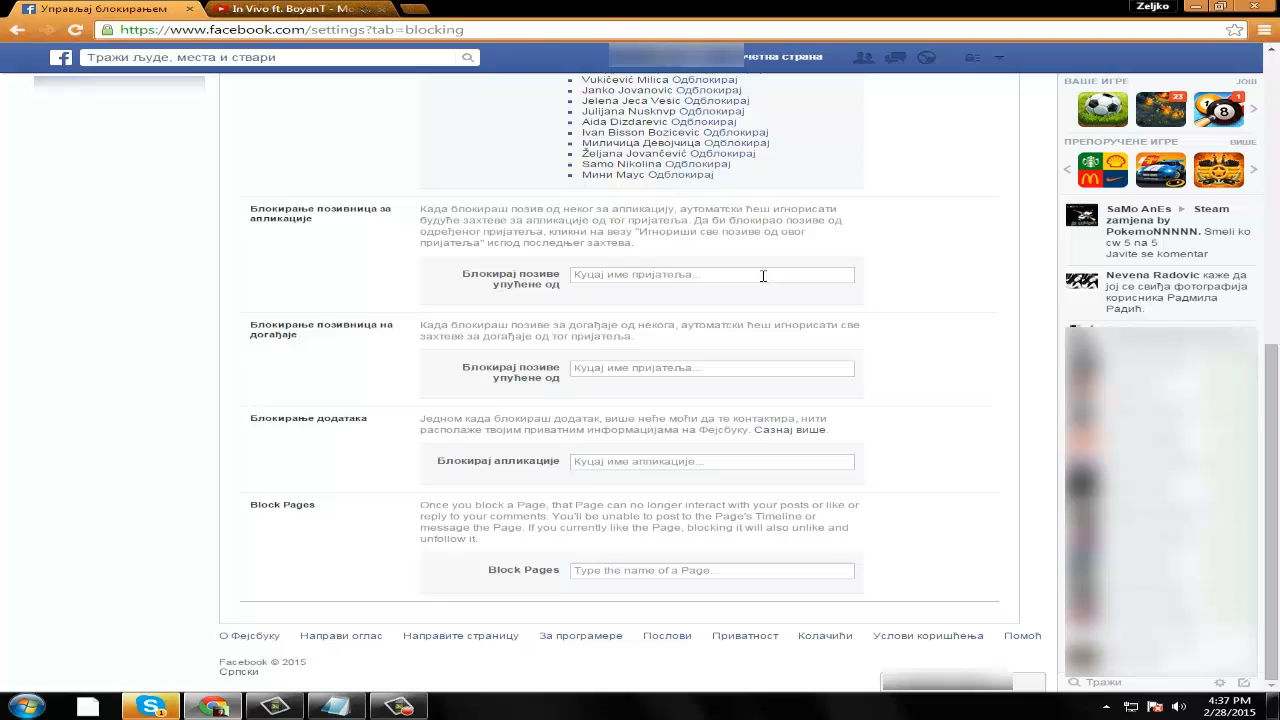 Управљај блокирањем
In Vivo ft. BoyanT - M
Zeljko
https://www.facebook.com/settings?tab=blocking
Тражи људе, места и ствари
четна страна
Vukičević Milica Одблокирај
Janko Jovanovic Одблокирај
Jelena Jeca Vesic Одблокирај
Julijana Nusknvp Одблокирај
Aida Dizdarevic Одблокирај
Ivan Bisson Bozicevic Одблокирај
Миличица Девојчица Одблокирај
Željana Jovančević Одблокирај
Samo Nikolina Одблокирај
Мини Маус Одблокирај
Блокирање позивница за
апликације
Када блокираш позив од неког за апликацију, аутоматски ћеш игнорисати
будуће захтеве за апликације од тог пријатеља. Да би блокирао позиве од
одређеног пријатеља, кликни на везу "Игнориши све позиве од овог
пријатеља" испод последњег захтева.
Блокирај позиве
упућене од
Куцај име пријатеља...
Блокирање позивница на
догађаје
Када блокираш позиве за догађаје од некога, аутоматски ћеш игнорисати све
захтеве за догађаје од тог пријатеља.
Блокирај позиве
упућене од
Куцај име пријатеља...
Блокирање додатака
Једном када блокираш додатак, више неће моћи да те контактира, нити
располаже твојим приватним информацијама на Фејсбуку. Сазнај више.
Блокирај апликације
Куцај име апликације...
Block Pages
Once you block a Page, that Page can no longer interact with your posts or like or
reply to your comments. You'll be unable to post to the Page's Timeline or
message the Page. If you currently like the Page, blocking it will also unlike and
unfollow it.
Block Pages
Type the name of a Page...
О Фејсбуку Направи оглас Направите страницу За програмере Послови Приватност Колачићи Услови коришћења Помоћ
Facebook © 2015
Српски
ВАШЕ ИГРЕ ЈОШ
23
1
8
ПРЕПОРУЧЕНЕ ИГРЕ ВИШЕ
SaMo AnEs ▶ Steam
zamjena by
PokemoNNNNN. Smeli ko
cw 5 na 5
Javite se komentar
Nevena Radovic каже да
јој се свиђа фотографија
корисника Радмила
Радић.
Тражи
4:37 PM
2/28/2015